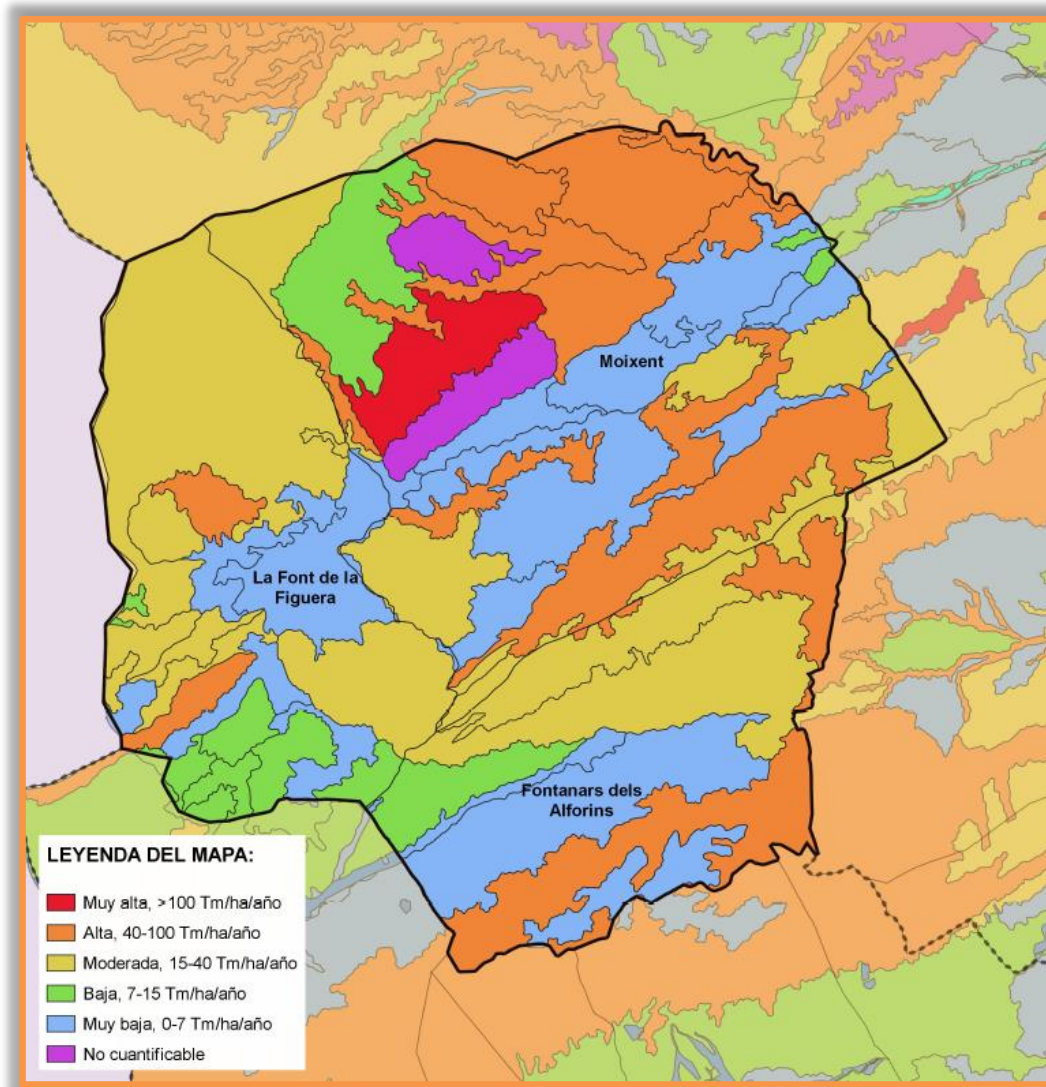 Moixent
La Font de la
Figuera
Fontanars dels
Alforins
LEYENDA DEL MAPA:
Muy alta, >100 Tm/ha/año
Alta, 40-100 Tm/ha/año
Moderada, 15-40 Tm/ha/año
Baja, 7-15 Tm/ha/año
Muy baja, 0-7 Tm/ha/año
No cuantificable